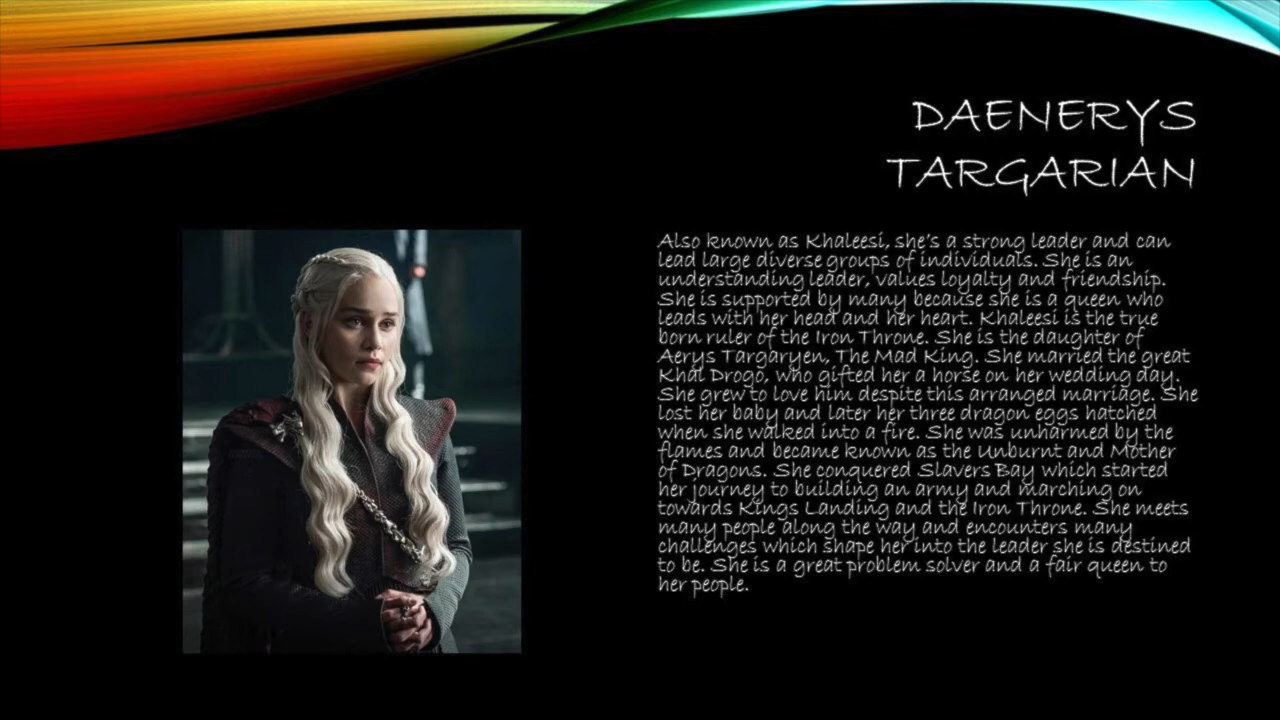 DAENERYS
TARGARIAN
Also known as Khaleesi, she's a strong leader and can
lead large diverse groups of individuals. She is an
understanding leader, values loyalty and friendship.
She is supported by many because she is a queen who
leads with her head and her heart. Khaleesi is the true
born ruler of the Iron Throne. She is the daughter of
Aerys Targaryen, The Mad King. She married the great
Khal Drogo, who gifted her a horse on her wedding day.
She grew to love him despite this arranged marriage. She
lost her baby and later her three dragon eggs hatched
when she walked into a fire. She was unharmed by the
flames and became known as the Unburnt and Mother
of Dragons. She conquered Slavers Bay which started
her journey to building an army and marching on
towards Kings Landing and the Iron Throne. She meets
many people along the way and encounters many
challenges which shape her into the leader she is destined
to be. She is a great problem solver and a fair queen to
her people.